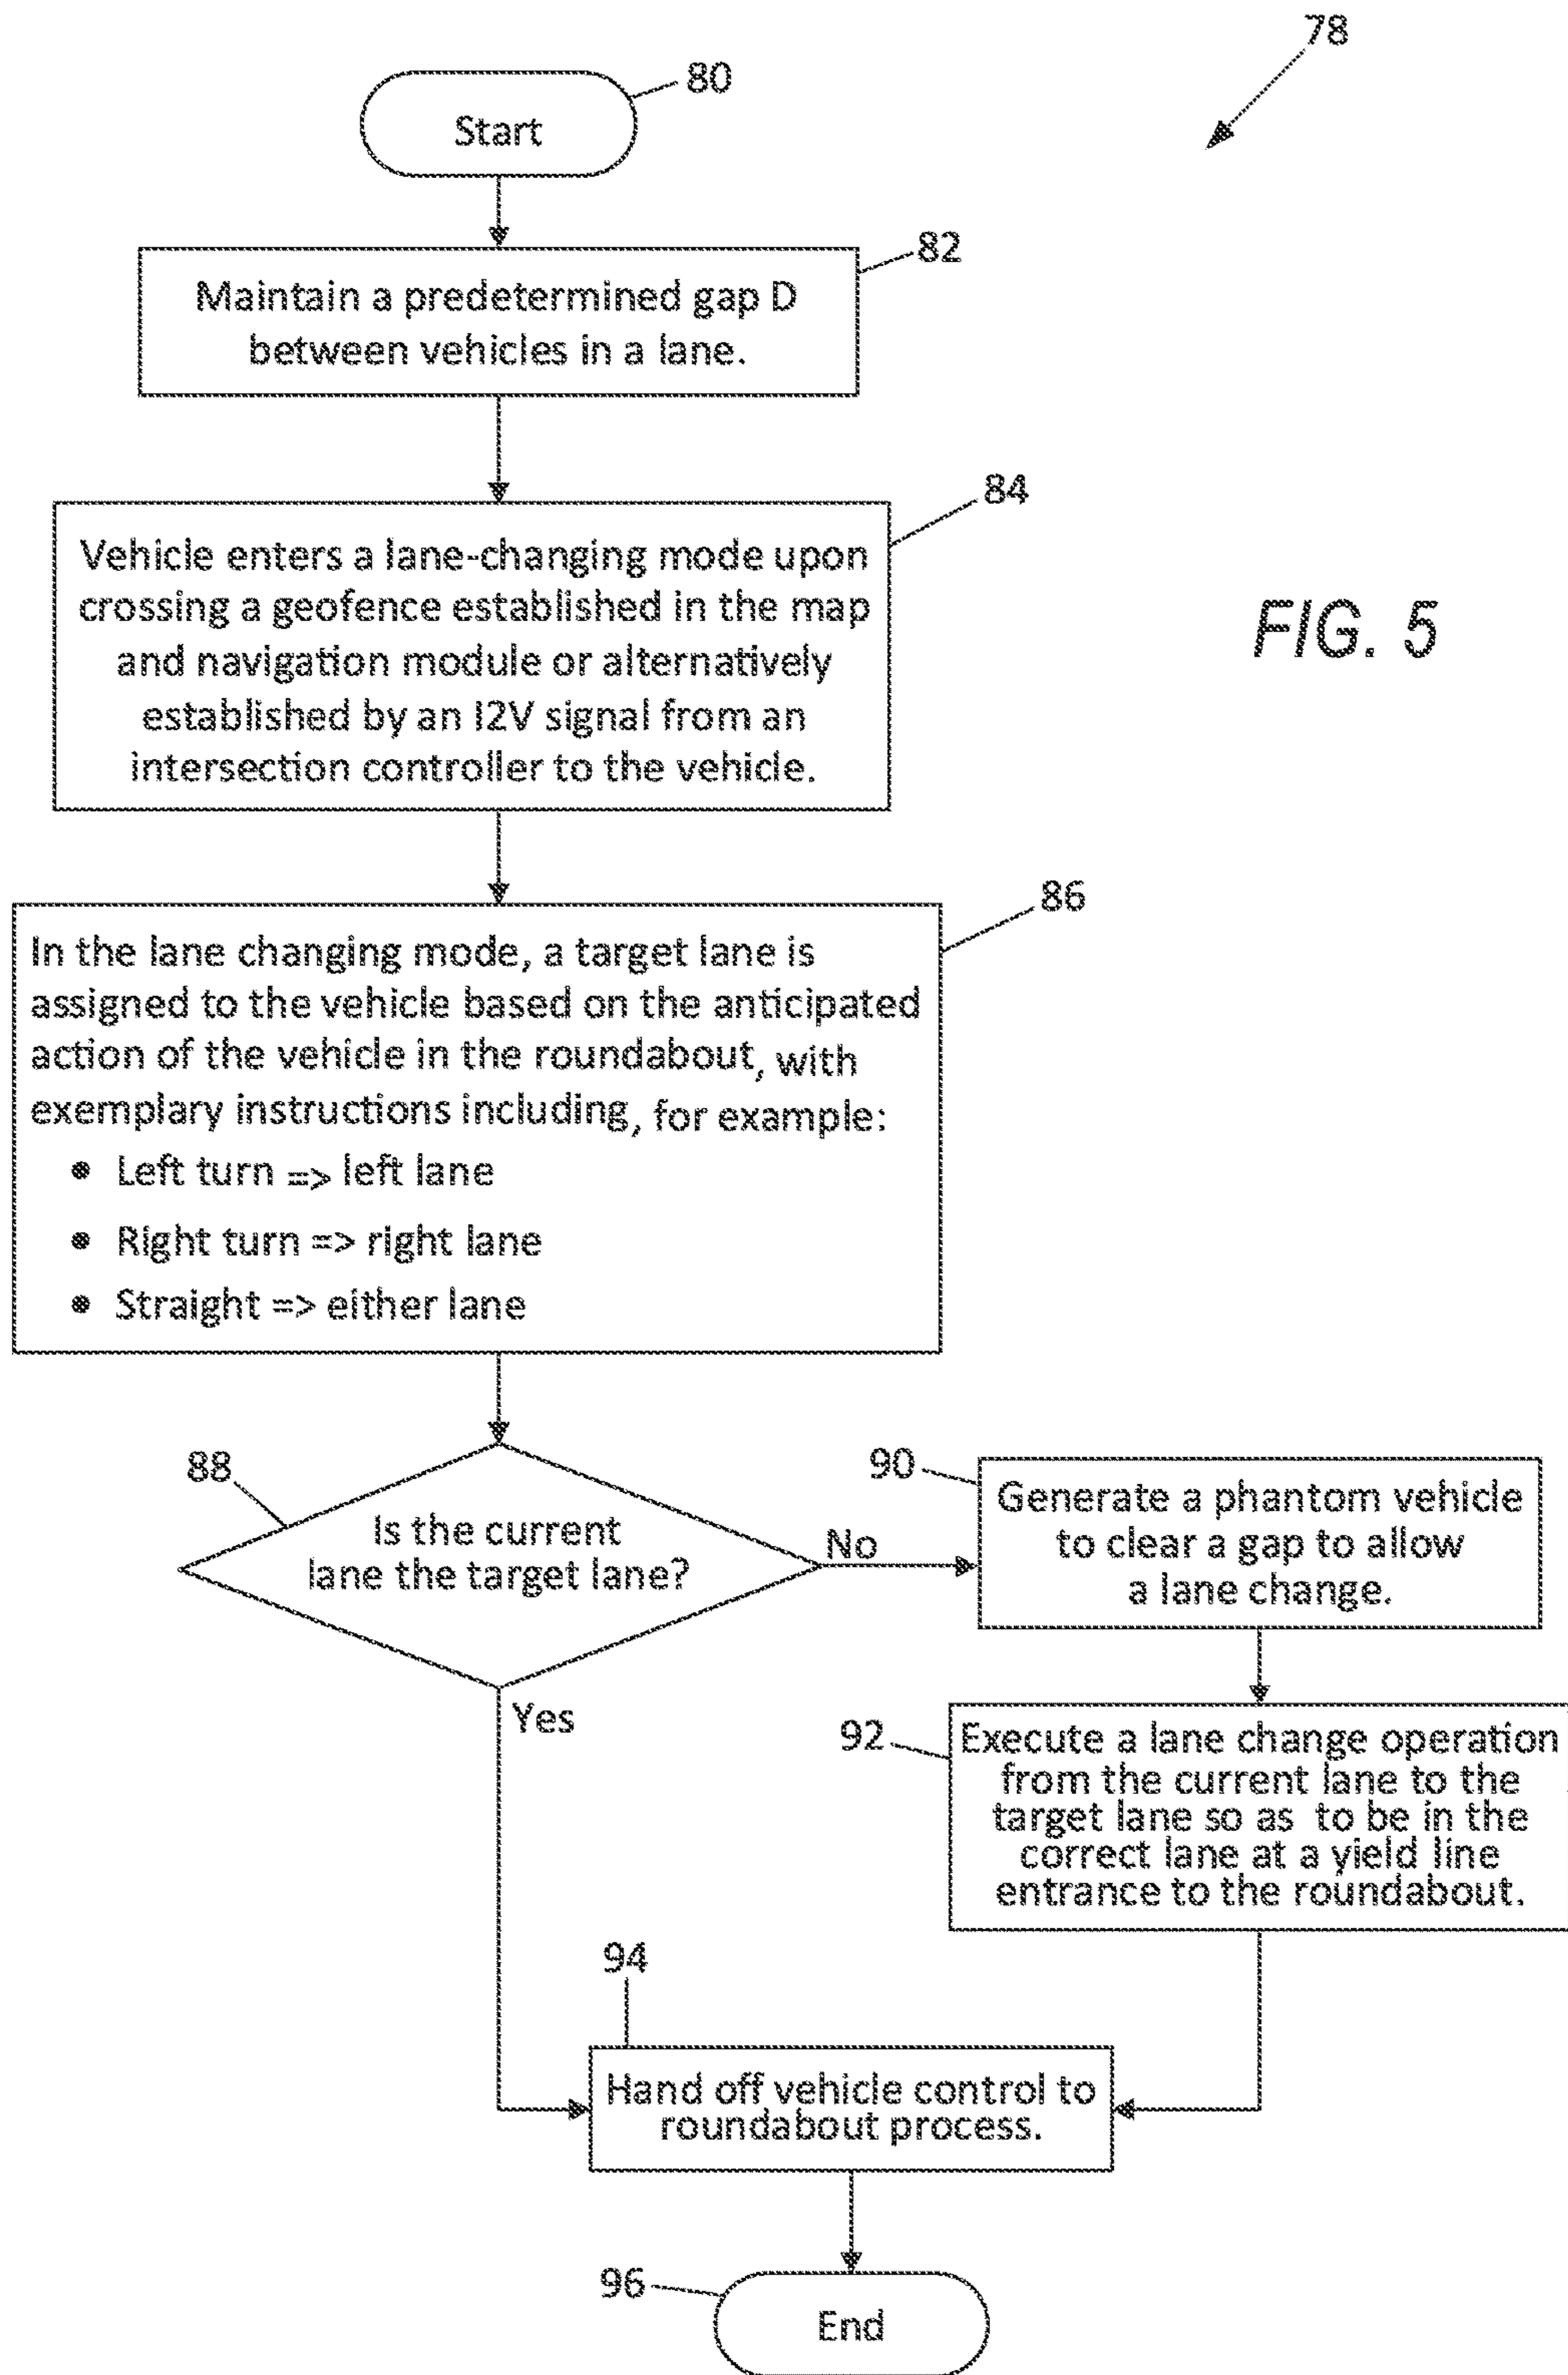 78
80
Start
82
Maintain a predetermined gap D
between vehicles in a lane.
84
Vehicle enters a lane-changing mode upon
crossing a geofence established in the map
and navigation module or alternatively
established by an I2V signal from an
intersection controller to the vehicle.
FIG. 5
86
In the lane changing mode, a target lane is
assigned to the vehicle based on the anticipated
action of the vehicle in the roundabout, with
exemplary instructions including, for example:
• Left turn => left lane
• Right turn => right lane
• Straight => either lane
88
Is the current
lane the target lane?
No
Yes
90
Generate a phantom vehicle
to clear a gap to allow
a lane change.
92
Execute a lane change operation
from the current lane to the
target lane so as to be in the
correct lane at a yield line
entrance to the roundabout.
94
Hand off vehicle control to
roundabout process.
96
End